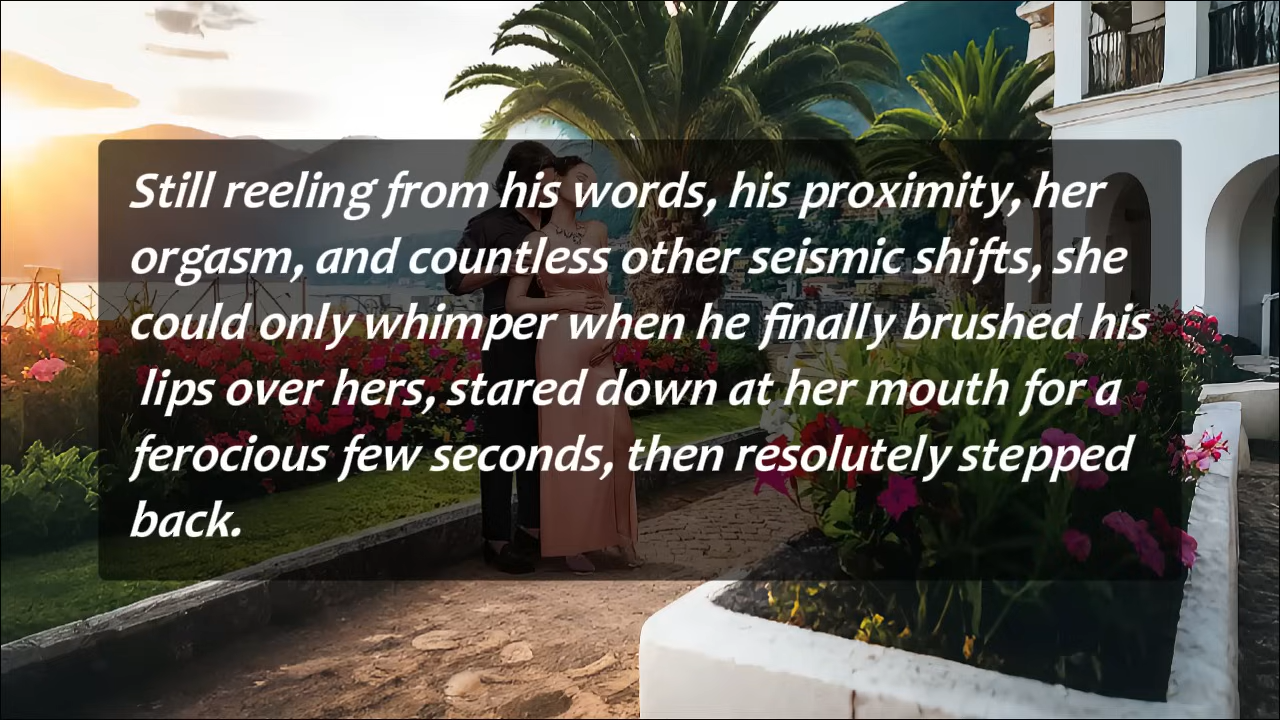 Still reeling from his words, his proximity, her
orgasm, and countless other seismic shifts, she
could only whimper when he finally brushed his
lips over hers, stared down at her mouth for a
ferocious few seconds, then resolutely stepped
back.